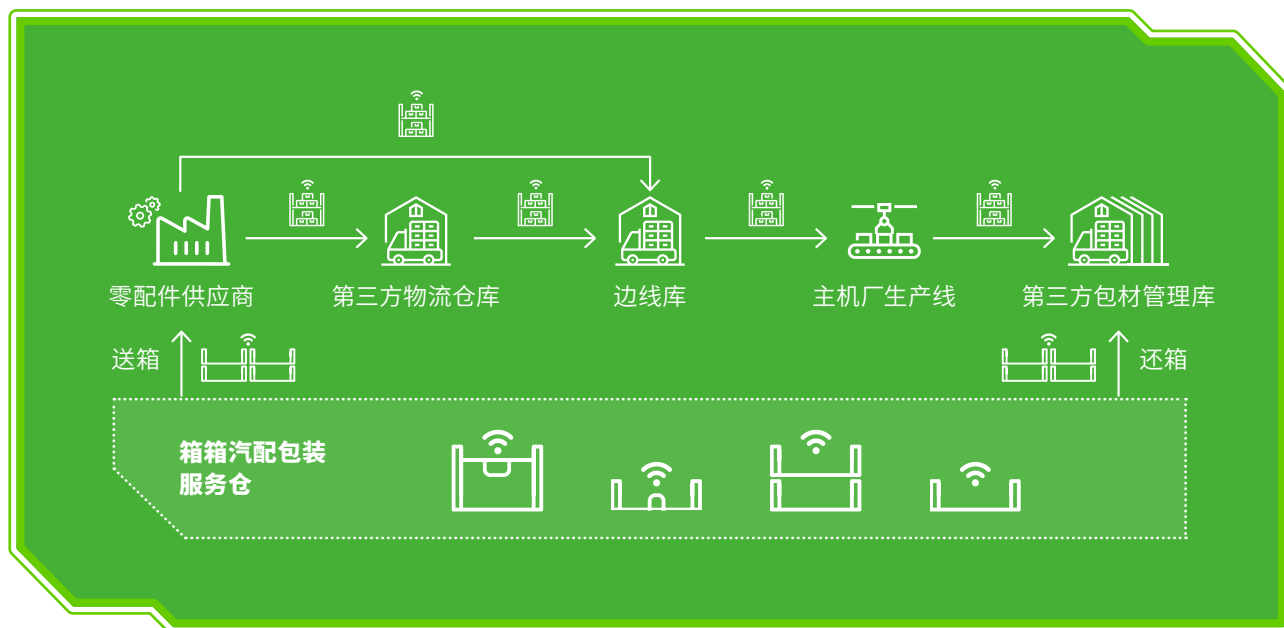 零配件供应商
第三方物流仓库
边线库
主机厂生产线
第三方包材管理库
送箱
还箱
箱箱汽配包装
服务仓